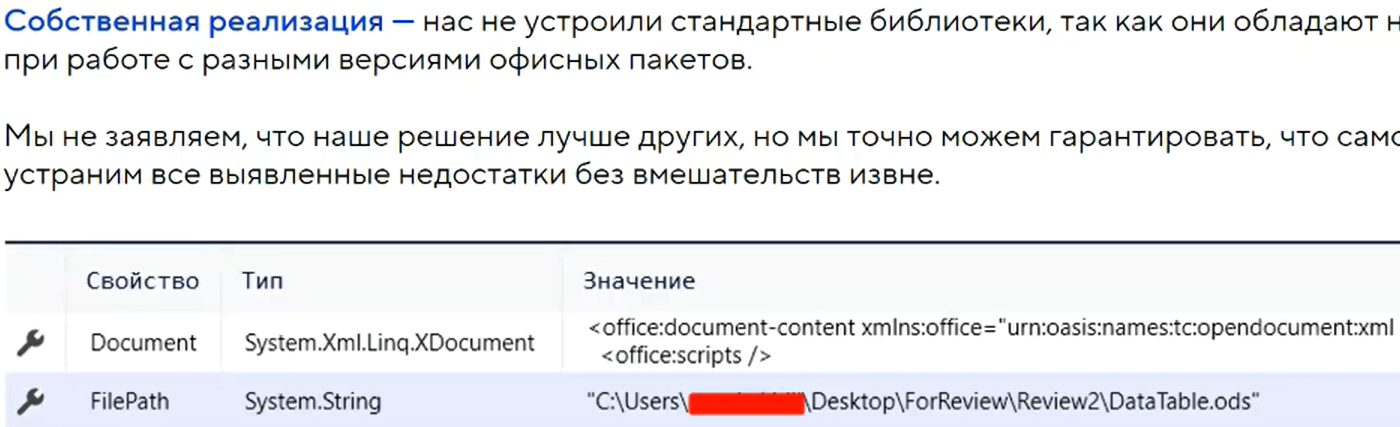 Собственная реализация — нас не устроили стандартные библиотеки, так как они обладают
при работе с разными версиями офисных пакетов.
Мы не заявляем, что наше решение лучше других, но мы точно можем гарантировать, что
устраним все выявленные недостатки без вмешательств извне.
Свойство Тип Значение
Document System.Xml.Linq.XDocument <office:document-content xmlns:office="urn:oasis:names:tc:opendocument:xml
<office:scripts />
FilePath System.String "C:\Users\ \Desktop\ForReview\Review2\DataTable.ods"